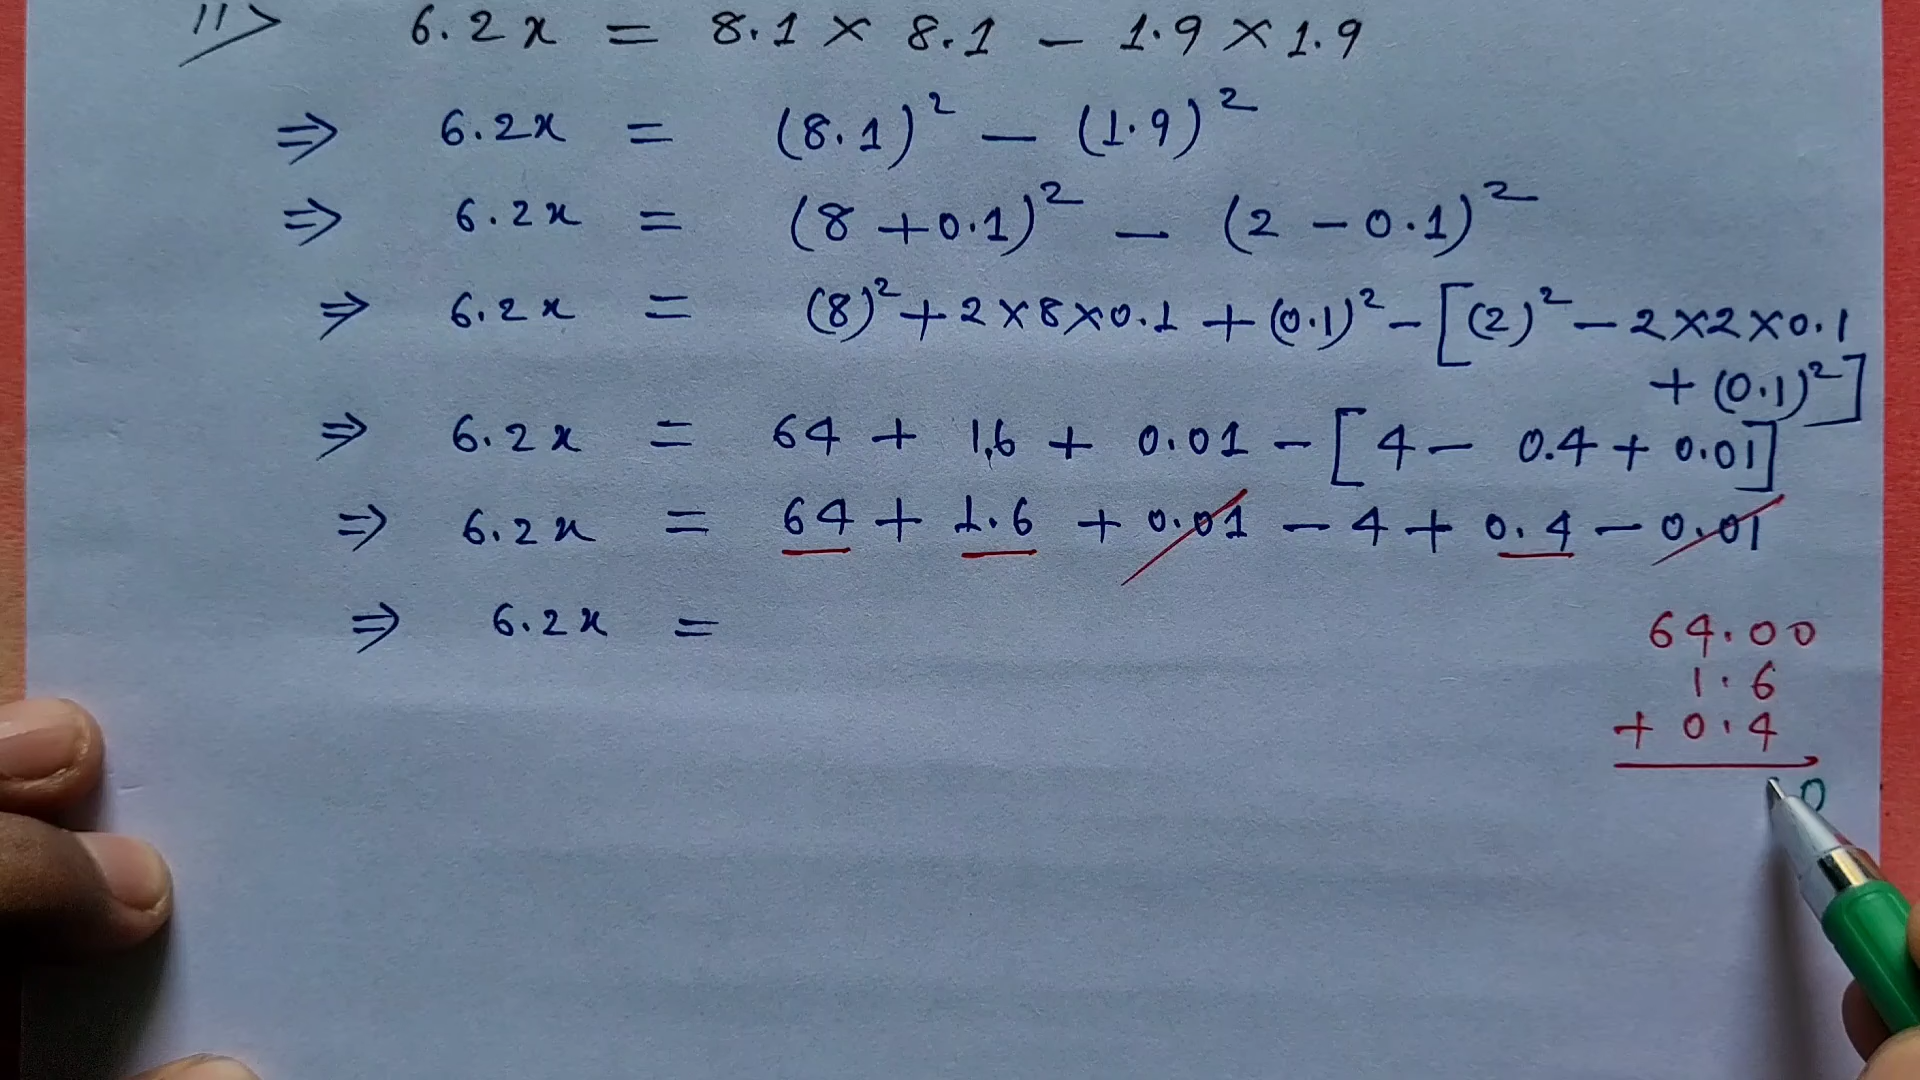 11> 6.2x = 8.1 × 8.1 − 1.9 × 1.9
⇒ 6.2x = (8.1)² − (1.9)²
⇒ 6.2x = (8 + 0.1)² − (2 − 0.1)²
⇒ 6.2x = (8)² + 2×8×0.1 + (0.1)² − [(2)² − 2×2×0.1
+ (0.1)²]
⇒ 6.2x = 64 + 1.6 + 0.01 − [4 − 0.4 + 0.01]
⇒ 6.2x = 64 + 1.6 + 0.01 − 4 + 0.4 − 0.01
⇒ 6.2x =
64.00
1.6
+ 0.4
0